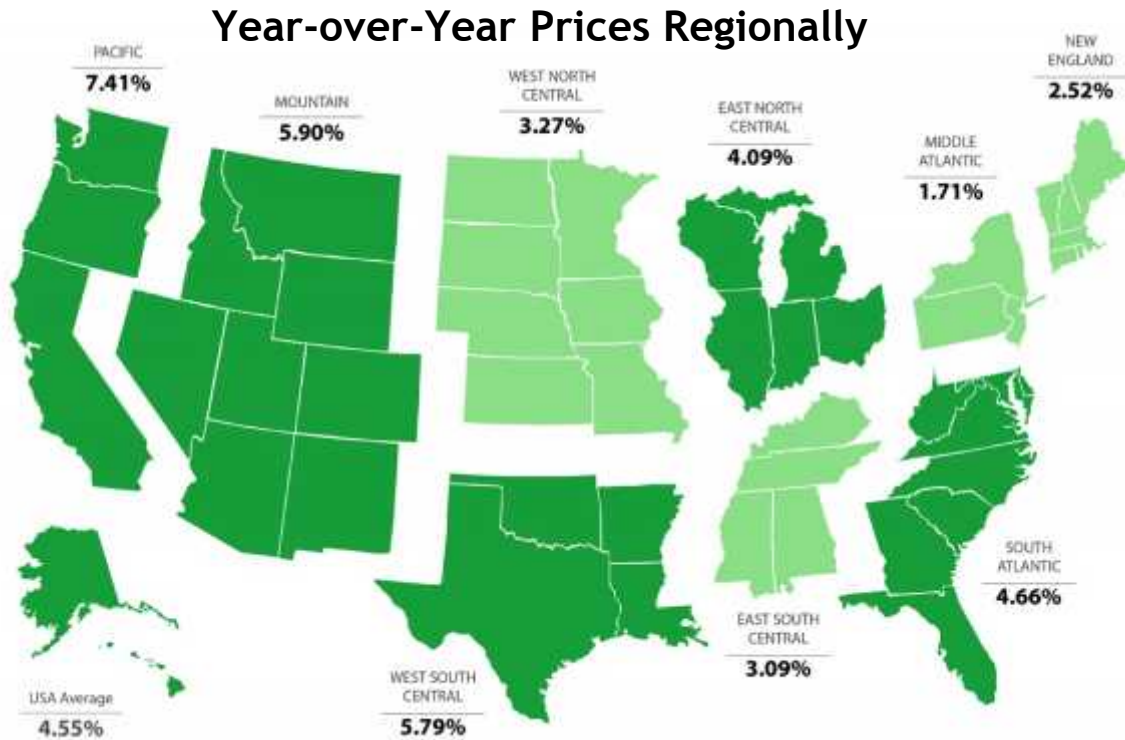 Year-over-Year Prices Regionally
PACIFIC
7.41%
MOUNTAIN
5.90%
WEST NORTH
CENTRAL
3.27%
EAST NORTH
CENTRAL
4.09%
MIDDLE
ATLANTIC
1.71%
NEW
ENGLAND
2.52%
USA Average
4.55%
WEST SOUTH
CENTRAL
5.79%
EAST SOUTH
CENTRAL
3.09%
SOUTH
ATLANTIC
4.66%